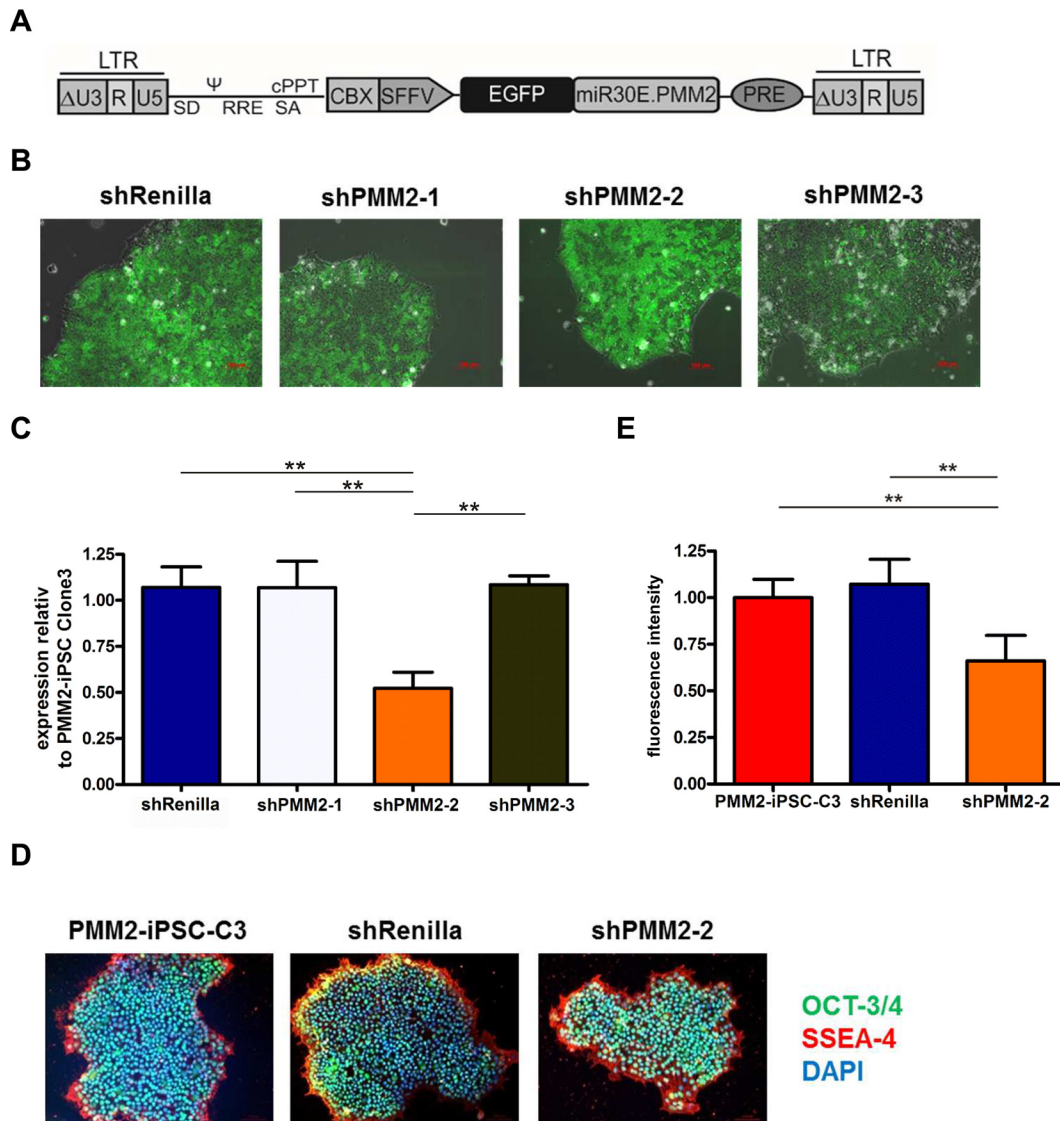 A
LTR
Ψ
cPPT
LTR
ΔU3 R U5
SD RRE SA
CBX SFFV
EGFP
miR30E.PMM2
PRE
ΔU3 R U5
B
shRenilla
shPMM2-1
shPMM2-2
shPMM2-3
C
**
**
**
expression relativ
to PMM2-iPSC Clone3
1.25
1.00
0.75
0.50
0.25
0.00
shRenilla
shPMM2-1
shPMM2-2
shPMM2-3
E
**
**
fluorescence intensity
1.25
1.00
0.75
0.50
0.25
0.00
PMM2-iPSC-C3
shRenilla
shPMM2-2
D
PMM2-iPSC-C3
shRenilla
shPMM2-2
OCT-3/4
SSEA-4
DAPI